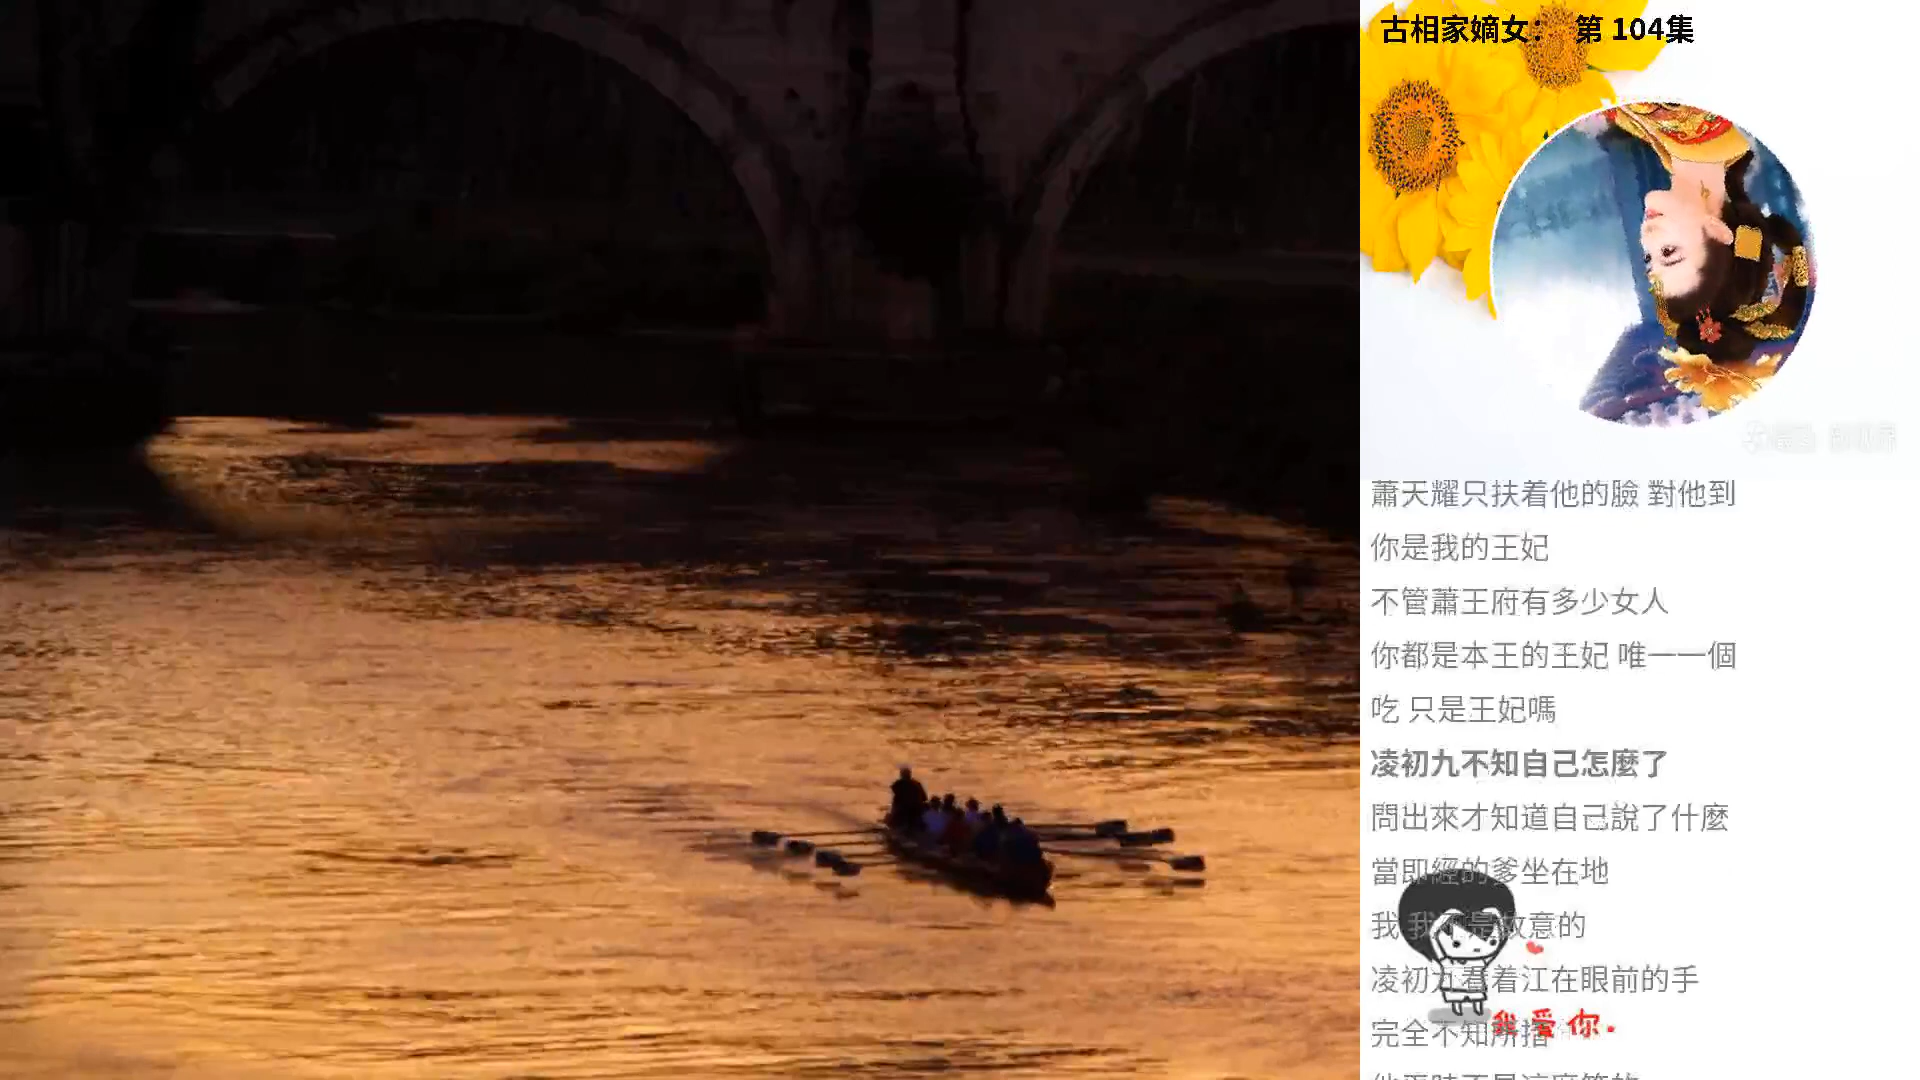 古相家嫡女： 第 104集
蕭天耀只扶着他的臉 對他到
你是我的王妃
不管蕭王府有多少女人
你都是本王的王妃 唯一一個
吃 只是王妃嗎
凌初九不知自己怎麼了
問出來才知道自己說了什麼
當即經的爹坐在地
我 我不是故意的
凌初九看着江在眼前的手
完全不知所措
我愛你.